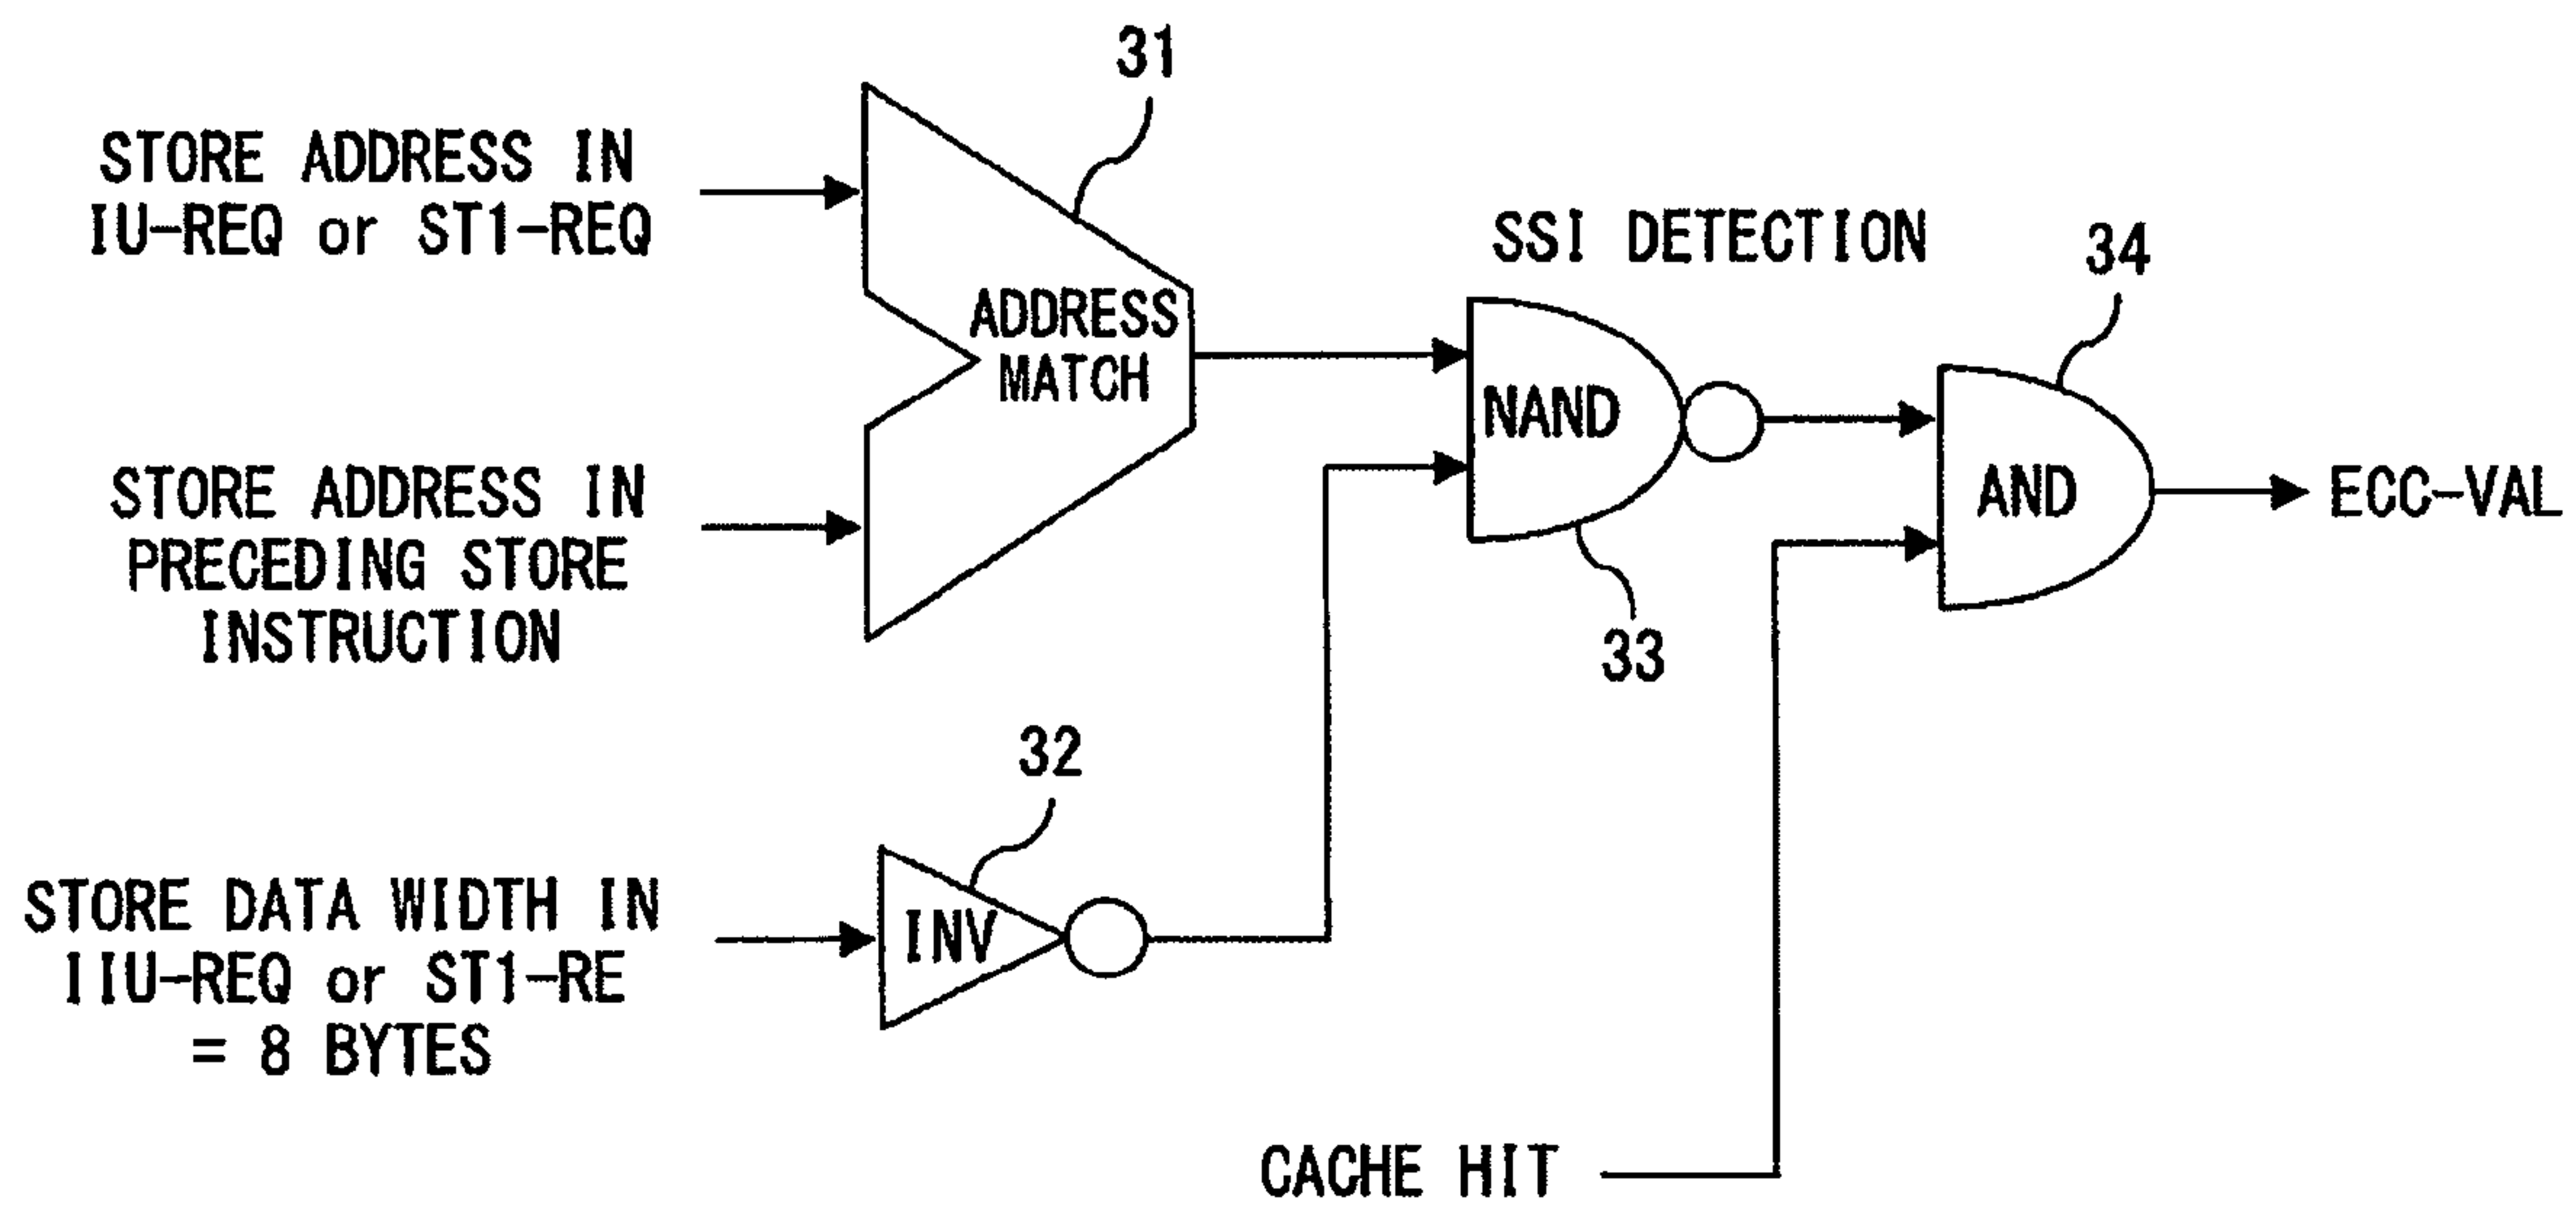 31
STORE ADDRESS IN
IU-REQ or ST1-REQ
ADDRESS
MATCH
SSI DETECTION
34
NAND
AND
ECC-VAL
STORE ADDRESS IN
PRECEDING STORE
INSTRUCTION
33
32
STORE DATA WIDTH IN
IIU-REQ or ST1-RE
= 8 BYTES
INV
CACHE HIT